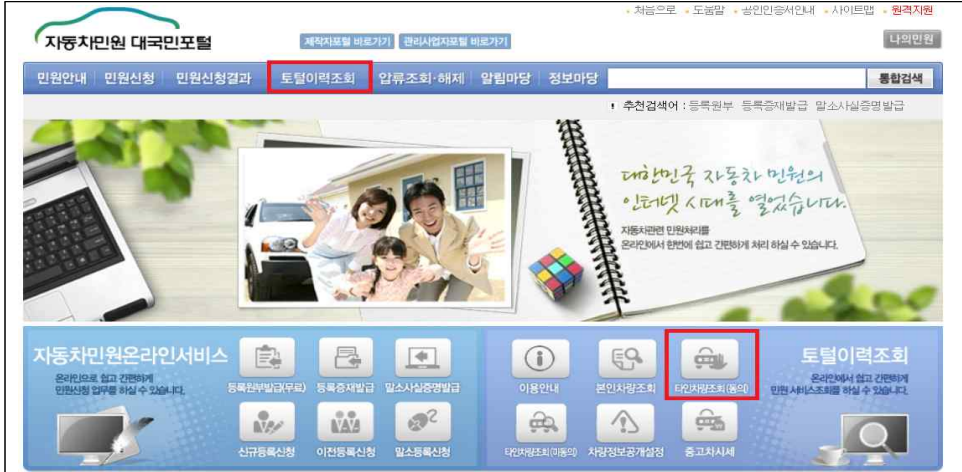 처음으로 도움말 공인인증서안내 사이트맵 원격지원
자동차민원 대국민포털
제작자포털 바로가기 관리사업자포털 바로가기
나의민원
민원안내 민원신청 민원신청결과 토털이력조회 압류조회·해제 알림마당 정보마당 통합검색
추천검색어 : 등록원부 등록증재발급 말소사실증명발급
대한민국 자동차 민원의
인터넷 시대를 열었습니다.
자동차관련 민원처리를
온라인에서 한번에 쉽고 간편하게 처리 하실 수 있습니다.
자동차민원온라인서비스
온라인으로 쉽고 간편하게
민원신청 업무를 하실 수 있습니다.
등록원부발급(무료) 등록증재발급 말소사실증명발급
신규등록신청 이전등록신청 말소등록신청
이용안내 본인차량조회 타인차량조회(동의)
타인차량조회(미동의) 차량정보공개설정 중고차시세
토털이력조회
온라인에서 쉽고 간편하게
민원 서비스조회를 하실 수 있습니다.